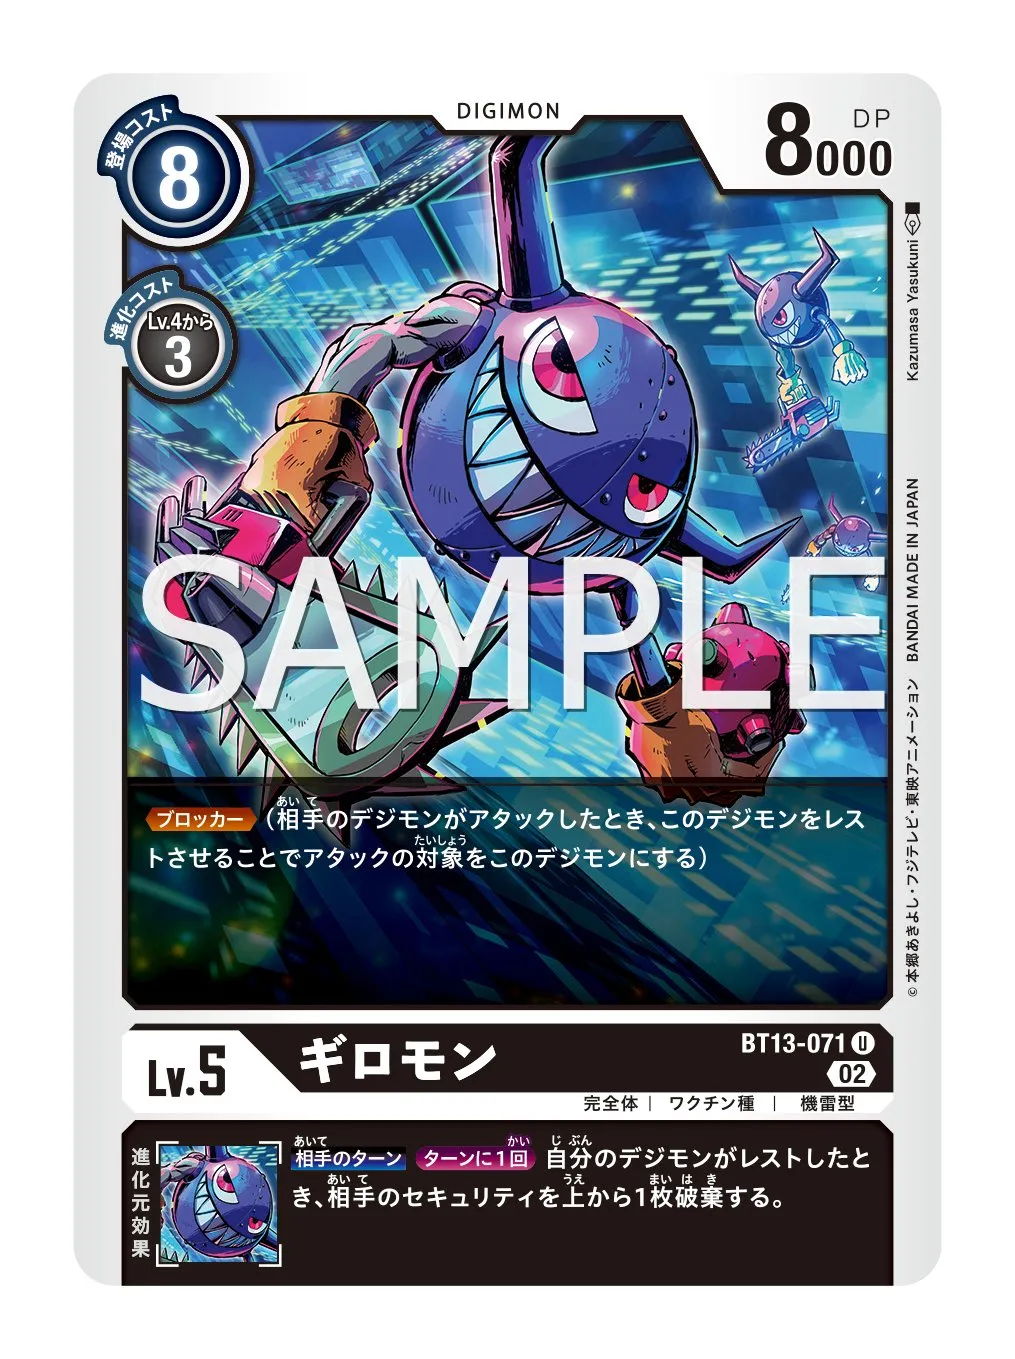 DIGIMON
登場コスト
8
8000
DP
進化コスト
Lv.4から
3
Kazumasa Yasukuni
BANDAI MADE IN JAPAN
© 本郷あきよし・フジテレビ・東映アニメーション
SAMPLE
ブロッカー (相手のデジモンがアタックしたとき、このデジモンをレス
トさせることでアタックの対象をこのデジモンにする)
Lv.5
ギロモン
BT13-071 U
02
完全体 | ワクチン種 | 機雷型
進化元効果
相手のターン ターンに1回 自分のデジモンがレストしたと
き、相手のセキュリティを上から1枚破棄する。